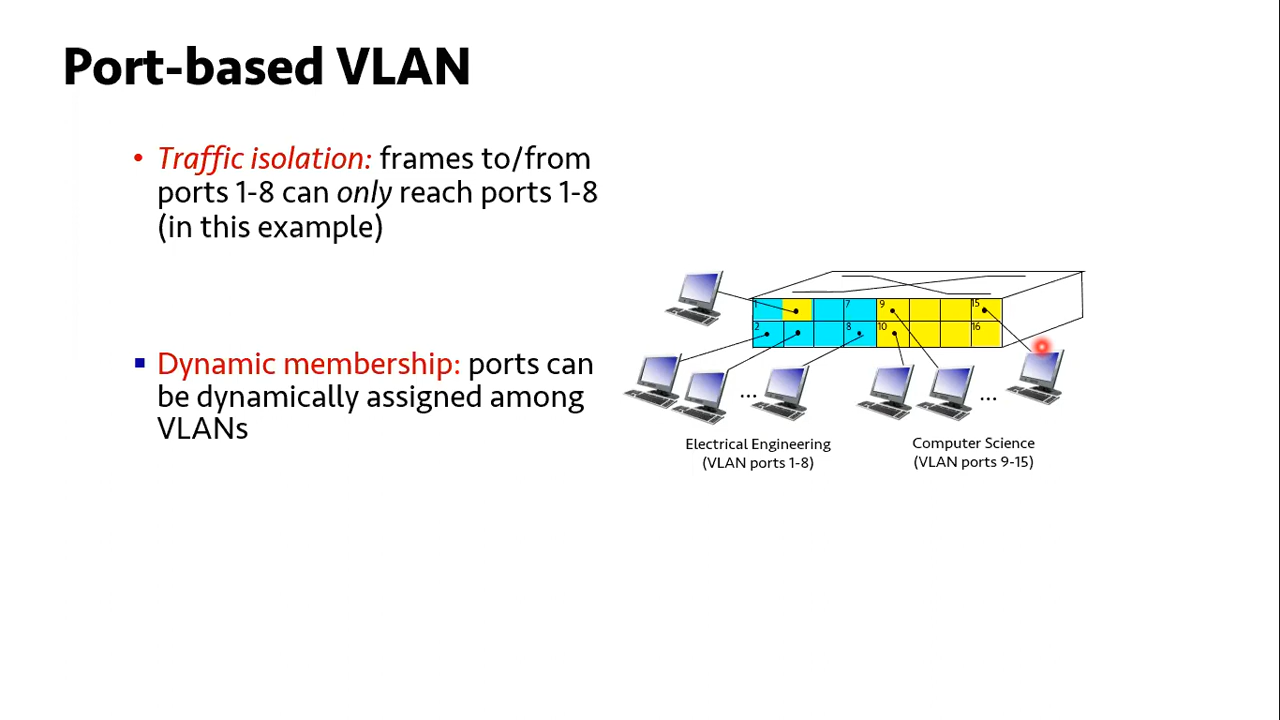 Port-based VLAN
• Traffic isolation: frames to/from
ports 1-8 can only reach ports 1-8
(in this example)
▪ Dynamic membership: ports can
be dynamically assigned among
VLANs
1 7 9 15
2 8 10 16
... ...
Electrical Engineering
(VLAN ports 1-8)
Computer Science
(VLAN ports 9-15)